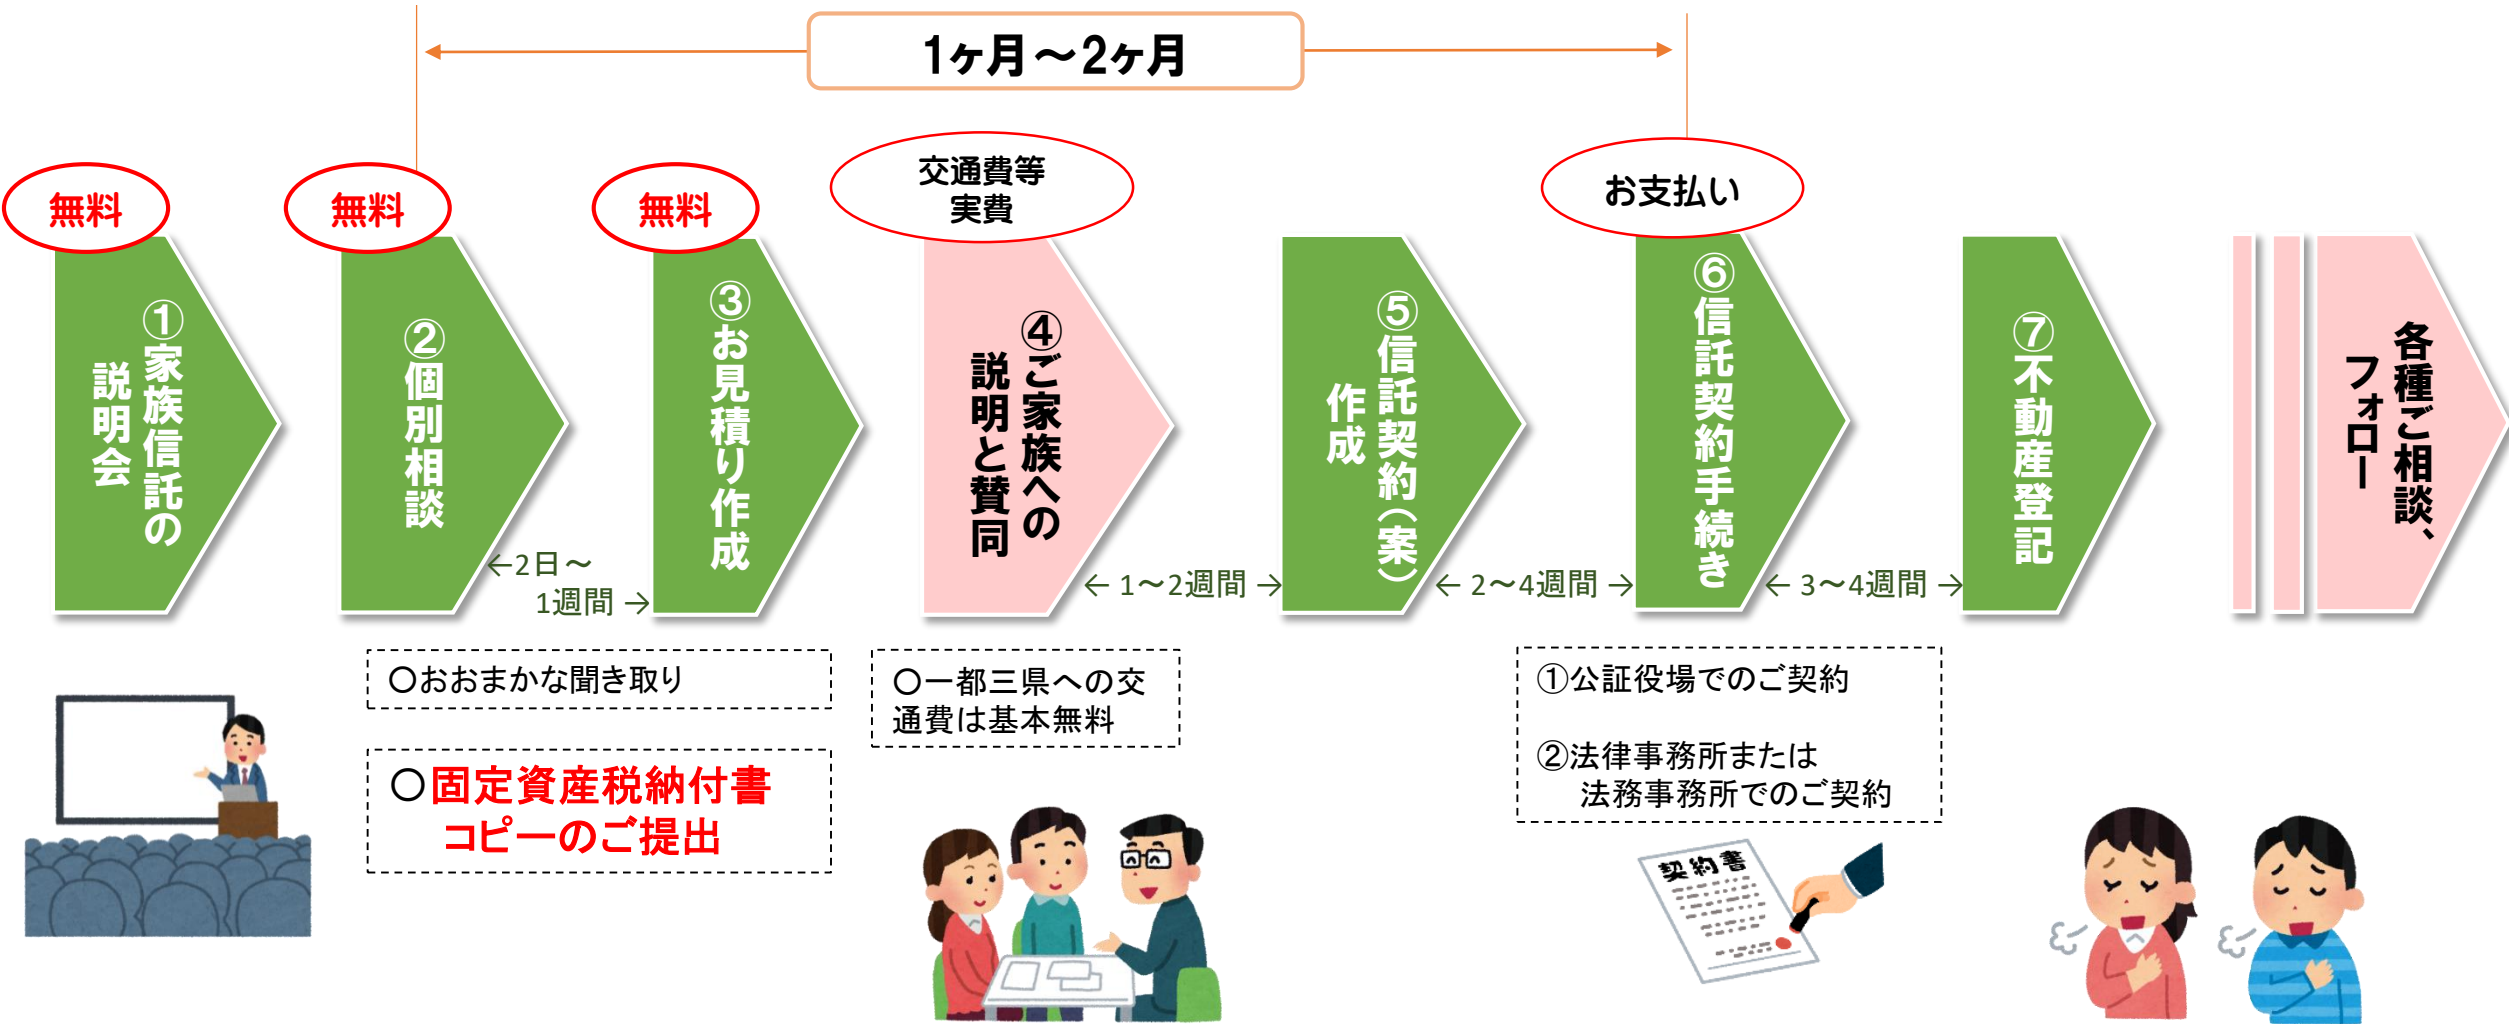 1ヶ月～2ヶ月
無料
無料
無料
交通費等
実費
お支払い
①家族信託の
説明会
②個別相談
③お見積り作成
④ご家族への
説明と賛同
⑤信託契約（案）
作成
⑥信託契約手続き
⑦不動産登記
各種ご相談、
フォロー
←2日～
1週間→
← 1～2週間 →
← 2～4週間 →
← 3～4週間 →
〇おおまかな聞き取り
〇固定資産税納付書
コピーのご提出
〇一都三県への交
通費は基本無料
①公証役場でのご契約
②法律事務所または
法務事務所でのご契約
契約書